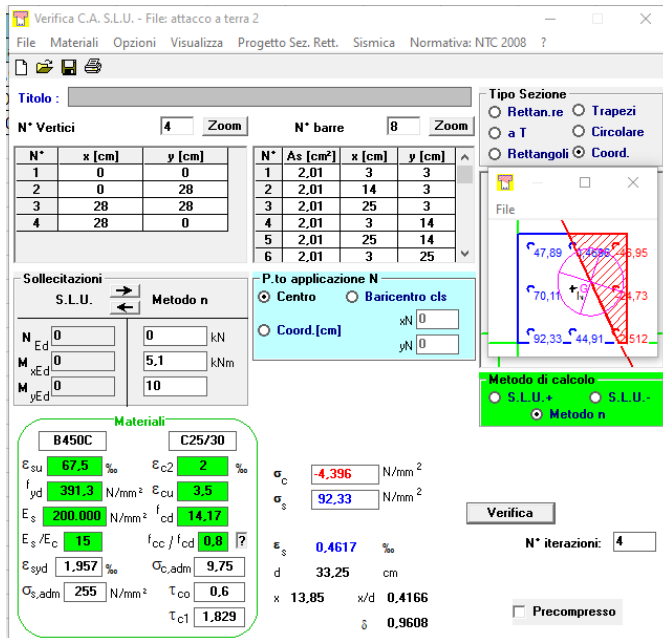 Verifica C.A. S.L.U. - File: attacco a terra 2
File Materiali Opzioni Visualizza Progetto Sez. Rett. Sismica Normativa: NTC 2008 ?
Titolo :
N° Vertici 4 Zoom N° barre 8 Zoom
N° x [cm] y [cm]
1 0 0
2 0 28
3 28 28
4 28 0
N° As [cm²] x [cm] y [cm]
1 2,01 3 3
2 2,01 14 3
3 2,01 25 3
4 2,01 3 14
5 2,01 25 14
6 2,01 3 25
Tipo Sezione
Rettan.re Trapezi
a T Circolare
Rettangoli Coord.
File
47,89 46,95
70,11 G 24,73
92,33 44,91 2,512
Sollecitazioni
S.L.U. Metodo n
N Ed 0 0 kN
M xEd 0 5,1 kNm
M yEd 0 10
P.to applicazione N
Centro Baricentro cls
Coord.[cm] xN 0
yN 0
Metodo di calcolo
S.L.U.+ S.L.U.-
Metodo n
Materiali
B450C C25/30
εsu 67,5 ‰ εc2 2 ‰
fyd 391,3 N/mm² εcu 3,5
Es 200.000 N/mm² fcd 14,17
Es/Ec 15 fcc / fcd 0,8 ?
εsyd 1,957 ‰ σc,adm 9,75
σs,adm 255 N/mm² τco 0,6
τc1 1,829
σc -4,396 N/mm²
σs 92,33 N/mm²
εs 0,4617 ‰
d 33,25 cm
x 13,85 x/d 0,4166
δ 0,9608
Verifica
N° iterazioni: 4
Precompresso